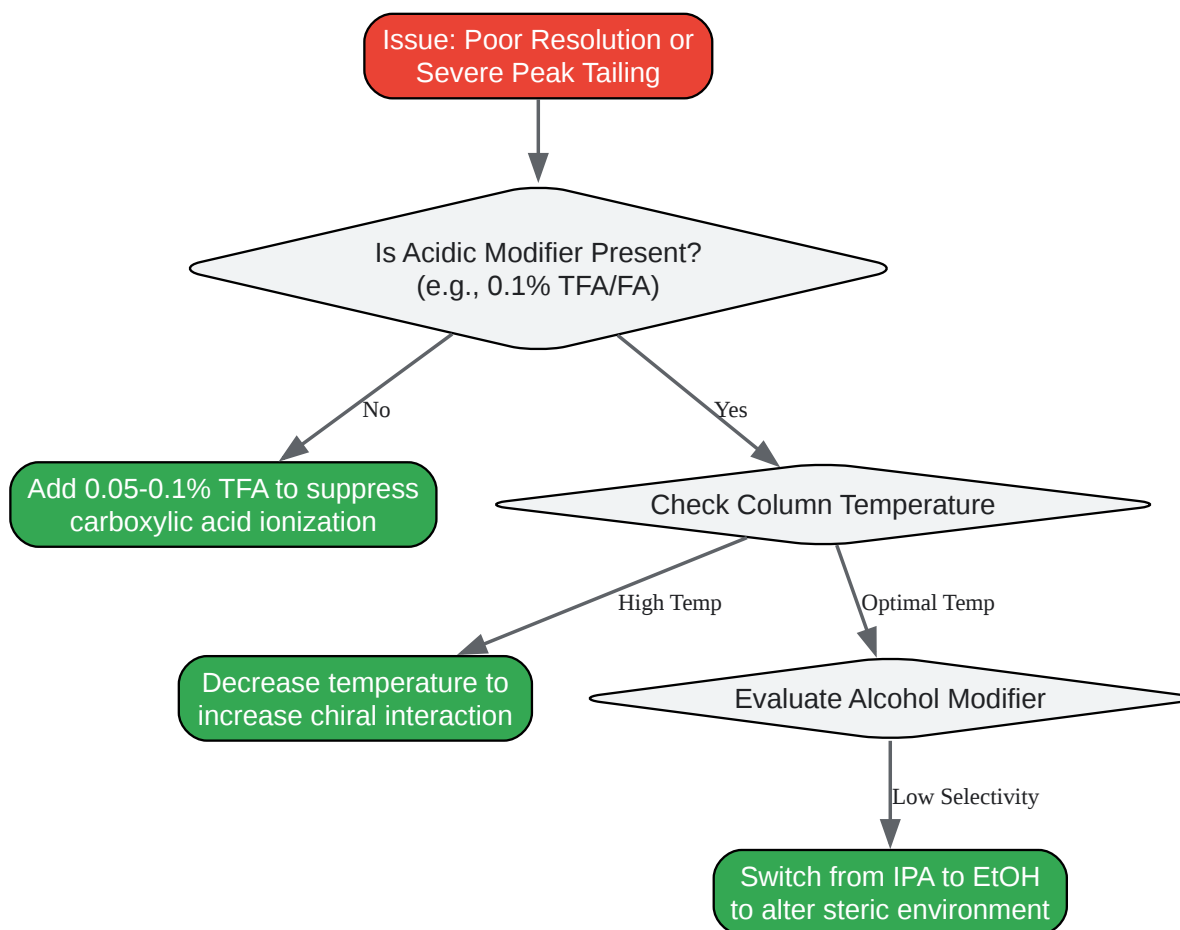 Issue: Poor Resolution or
Severe Peak Tailing
Is Acidic Modifier Present?
(e.g., 0.1% TFA/FA)
No
Yes
Add 0.05-0.1% TFA to suppress
carboxylic acid ionization
Check Column Temperature
High Temp
Optimal Temp
Decrease temperature to
increase chiral interaction
Evaluate Alcohol Modifier
Low Selectivity
Switch from IPA to EtOH
to alter steric environment